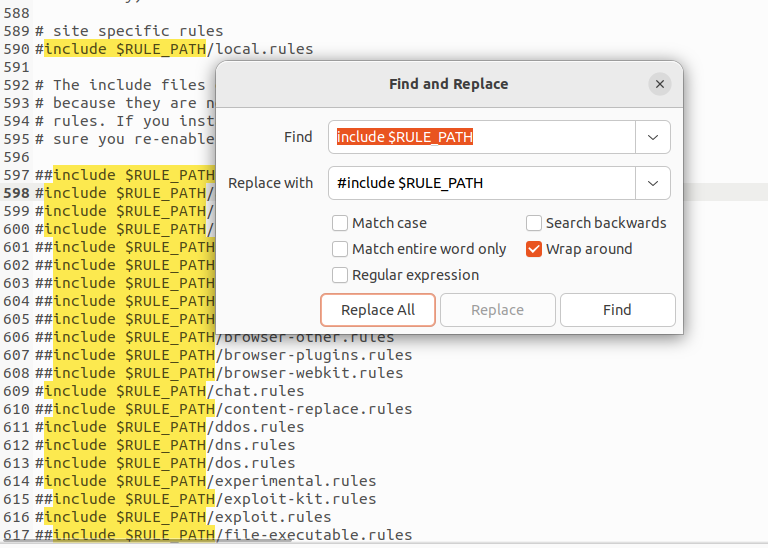 588
589 # site specific rules
590 #include $RULE_PATH/local.rules
591
592 # The include files
593 # because they are n
594 # rules. If you inst
595 # sure you re-enable
596
597 ##include $RULE_PATH
598 #include $RULE_PATH/
599 #include $RULE_PATH/
600 #include $RULE_PATH/
601 ##include $RULE_PATH
602 ##include $RULE_PATH
603 ##include $RULE_PATH
604 ##include $RULE_PATH
605 ##include $RULE_PATH
606 ##include $RULE_PATH/browser-other.rules
607 ##include $RULE_PATH/browser-plugins.rules
608 ##include $RULE_PATH/browser-webkit.rules
609 #include $RULE_PATH/chat.rules
610 ##include $RULE_PATH/content-replace.rules
611 #include $RULE_PATH/ddos.rules
612 #include $RULE_PATH/dns.rules
613 #include $RULE_PATH/dos.rules
614 #include $RULE_PATH/experimental.rules
615 ##include $RULE_PATH/exploit-kit.rules
616 #include $RULE_PATH/exploit.rules
617 ##include $RULE_PATH/file-executable.rules
Find and Replace
Find include $RULE_PATH
Replace with #include $RULE_PATH
Match case Search backwards
Match entire word only Wrap around
Regular expression
Replace All Replace Find